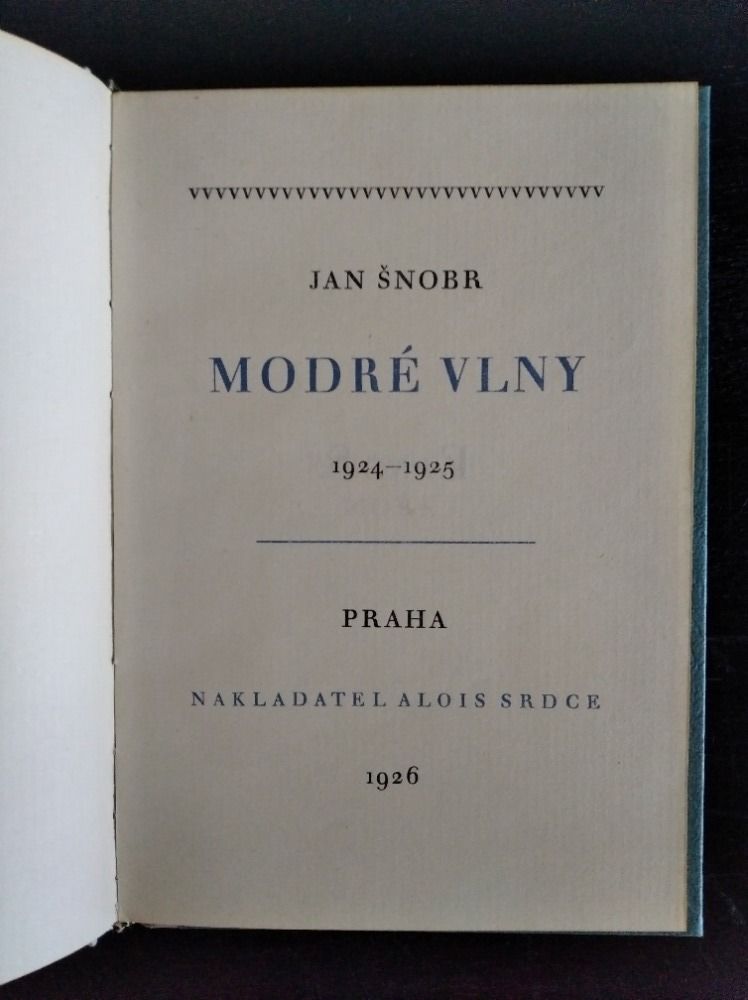 JAN ŠNOBR
MODRÉ VLNY
1924–1925
PRAHA
NAKLADATEL ALOIS SRDCE
1926